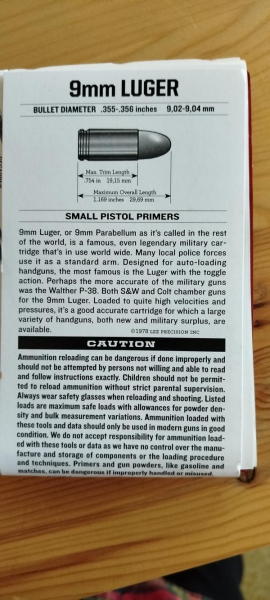 9mm LUGER
BULLET DIAMETER .355-.356 inches 9,02-9,04 mm
Max. Trim Length
.754 in 19,15 mm
Maximum Overall Length
1.169 inches 29,69 mm
SMALL PISTOL PRIMERS
9mm Luger, or 9mm Parabellum as it's called in the rest
of the world, is a famous, even legendary military car-
tridge that's in use world wide. Many local police forces
use it as a standard arm. Designed for auto-loading
handguns, the most famous is the Luger with the toggle
action. Perhaps the more accurate of the military guns
was the Walther P-38. Both S&W and Colt chamber guns
for the 9mm Luger. Loaded to quite high velocities and
pressures, it's a good accurate cartridge for which a large
variety of handguns, both new and military surplus, are
available. ©1978 LEE PRECISION INC
CAUTION
Ammunition reloading can be dangerous if done improperly and
should not be attempted by persons not willing and able to read
and follow instructions exactly. Children should not be permit-
ted to reload ammunition without strict parental supervision.
Always wear safety glasses when reloading and shooting. Listed
loads are maximum safe loads with allowances for powder den-
sity and bulk measurement variations. Ammunition loaded with
these tools and data should only be used in modern guns in good
condition. We do not accept responsibility for ammunition load-
ed with these tools or data as we have no control over the manu-
facture and storage of components or the loading procedure
and techniques. Primers and gun powders, like gasoline and
matches, can be dangerous if improperly handled or misused.